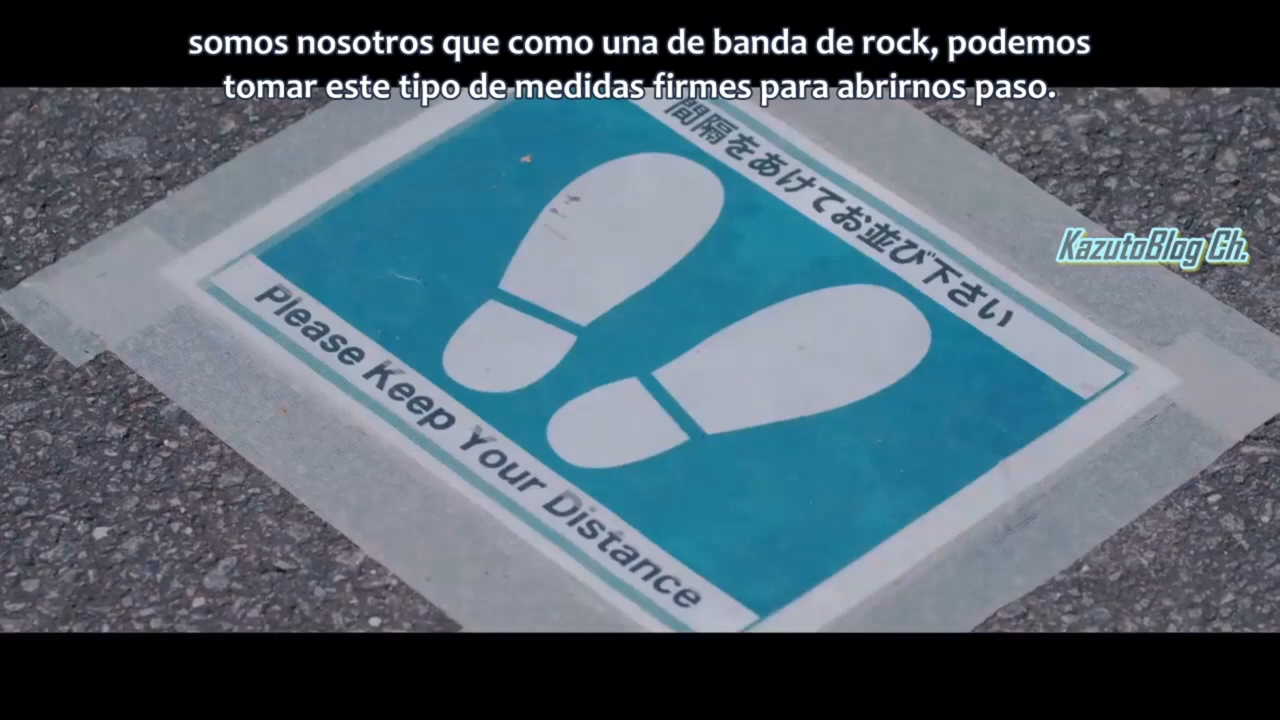 somos nosotros que como una de banda de rock, podemos
tomar este tipo de medidas firmes para abrirnos paso.
間隔をあけてお並び下さい
KazutoBlog Ch.
Please Keep Your Distance